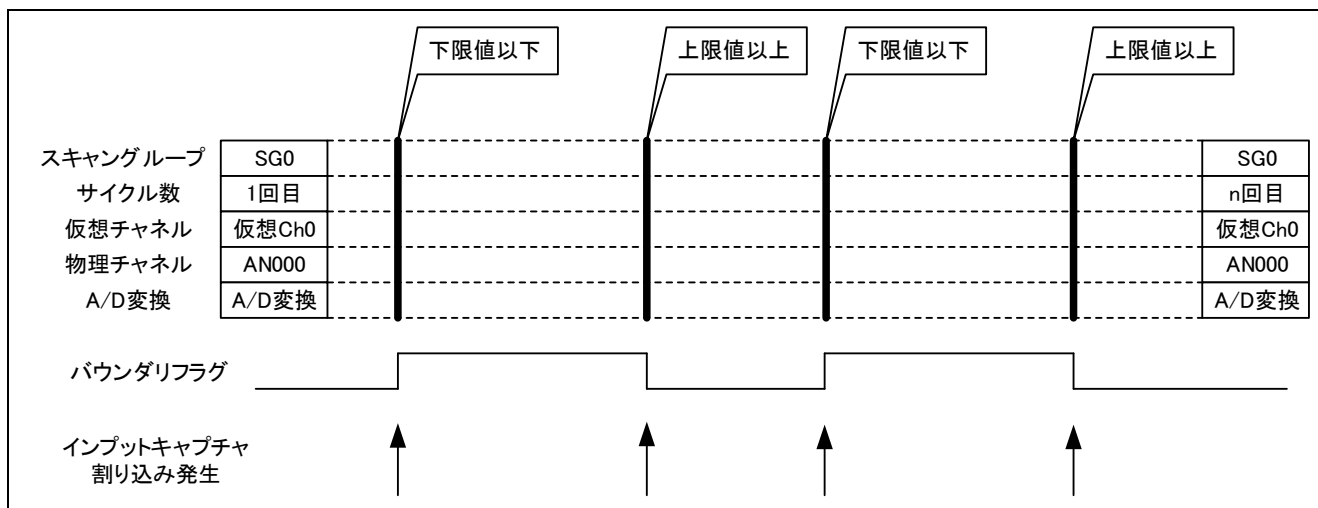 下限値以下 上限値以上 下限値以下 上限値以上
スキャングループ SG0 SG0
サイクル数 1回目 n回目
仮想チャネル 仮想Ch0 仮想Ch0
物理チャネル AN000 AN000
A/D変換 A/D変換 A/D変換
バウンダリフラグ
インプットキャプチャ
割り込み発生